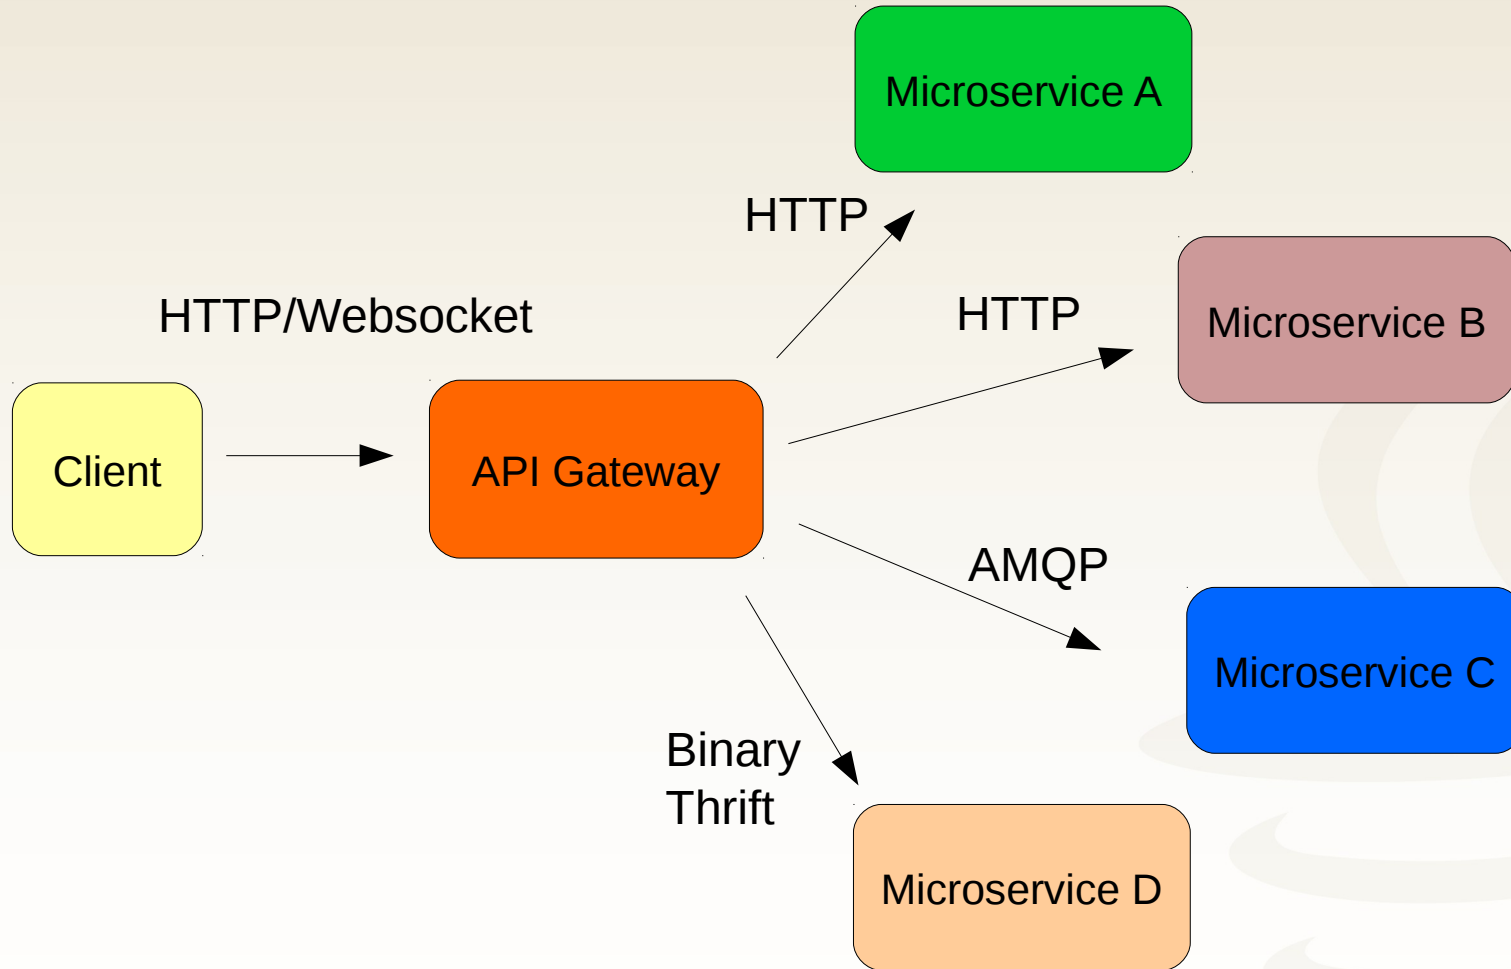 Microservice A
HTTP
HTTP
Microservice B
HTTP/Websocket
Client
API Gateway
AMQP
Microservice C
Binary
Thrift
Microservice D